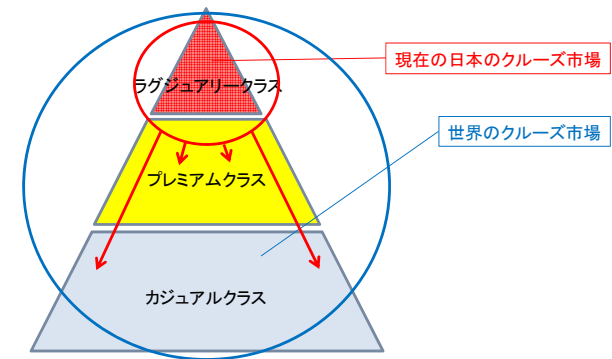 現在の日本のクルーズ市場
ラグジュアリークラス
世界のクルーズ市場
プレミアムクラス
カジュアルクラス